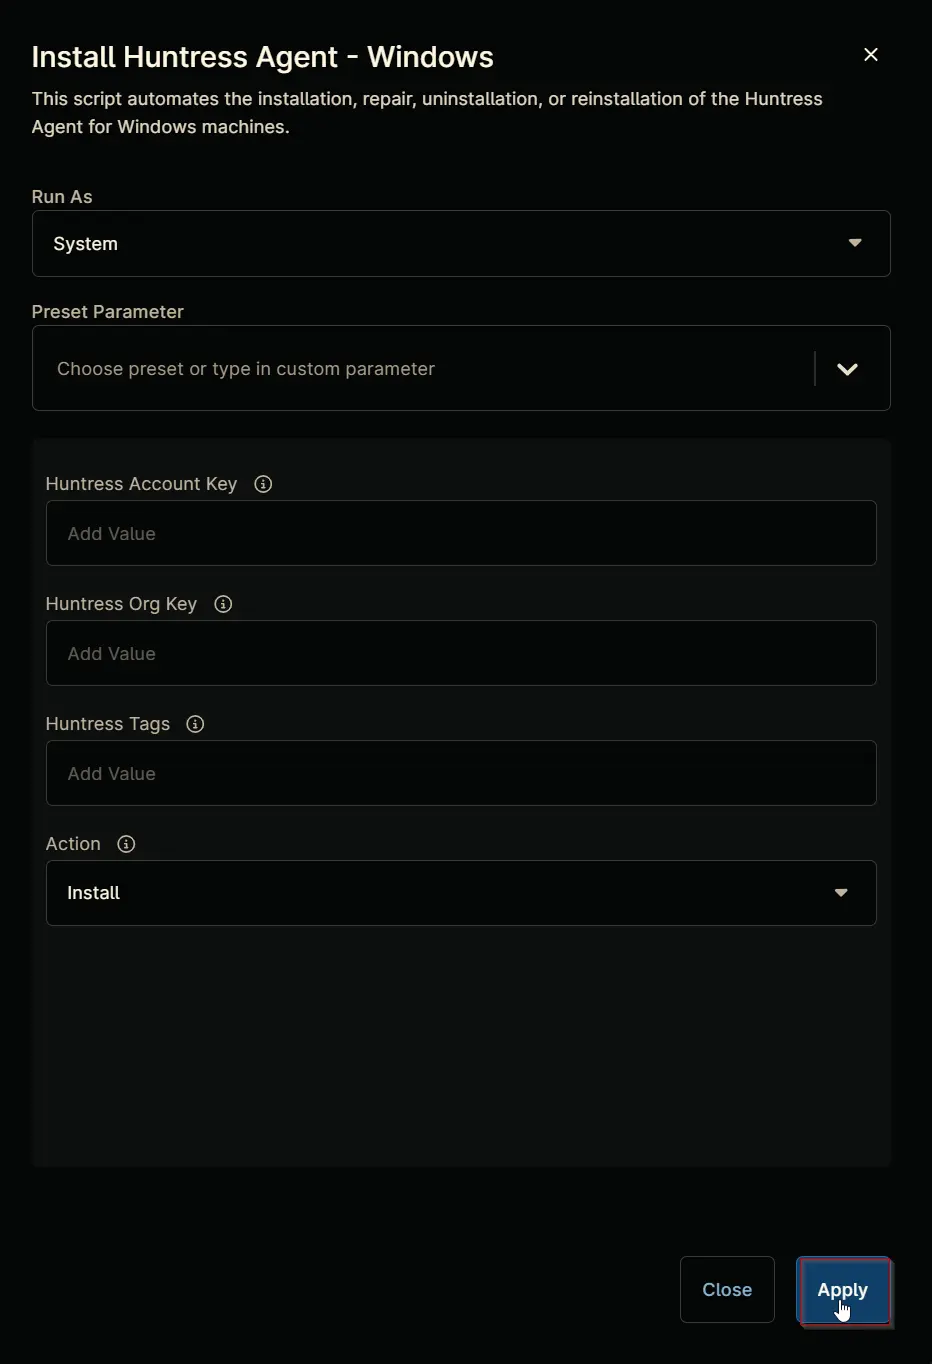 Install Huntress Agent - Windows
This script automates the installation, repair, uninstallation, or reinstallation of the Huntress
Agent for Windows machines.
Run As
System
Preset Parameter
Choose preset or type in custom parameter
Huntress Account Key
Add Value
Huntress Org Key
Add Value
Huntress Tags
Add Value
Action
Install
Close
Apply